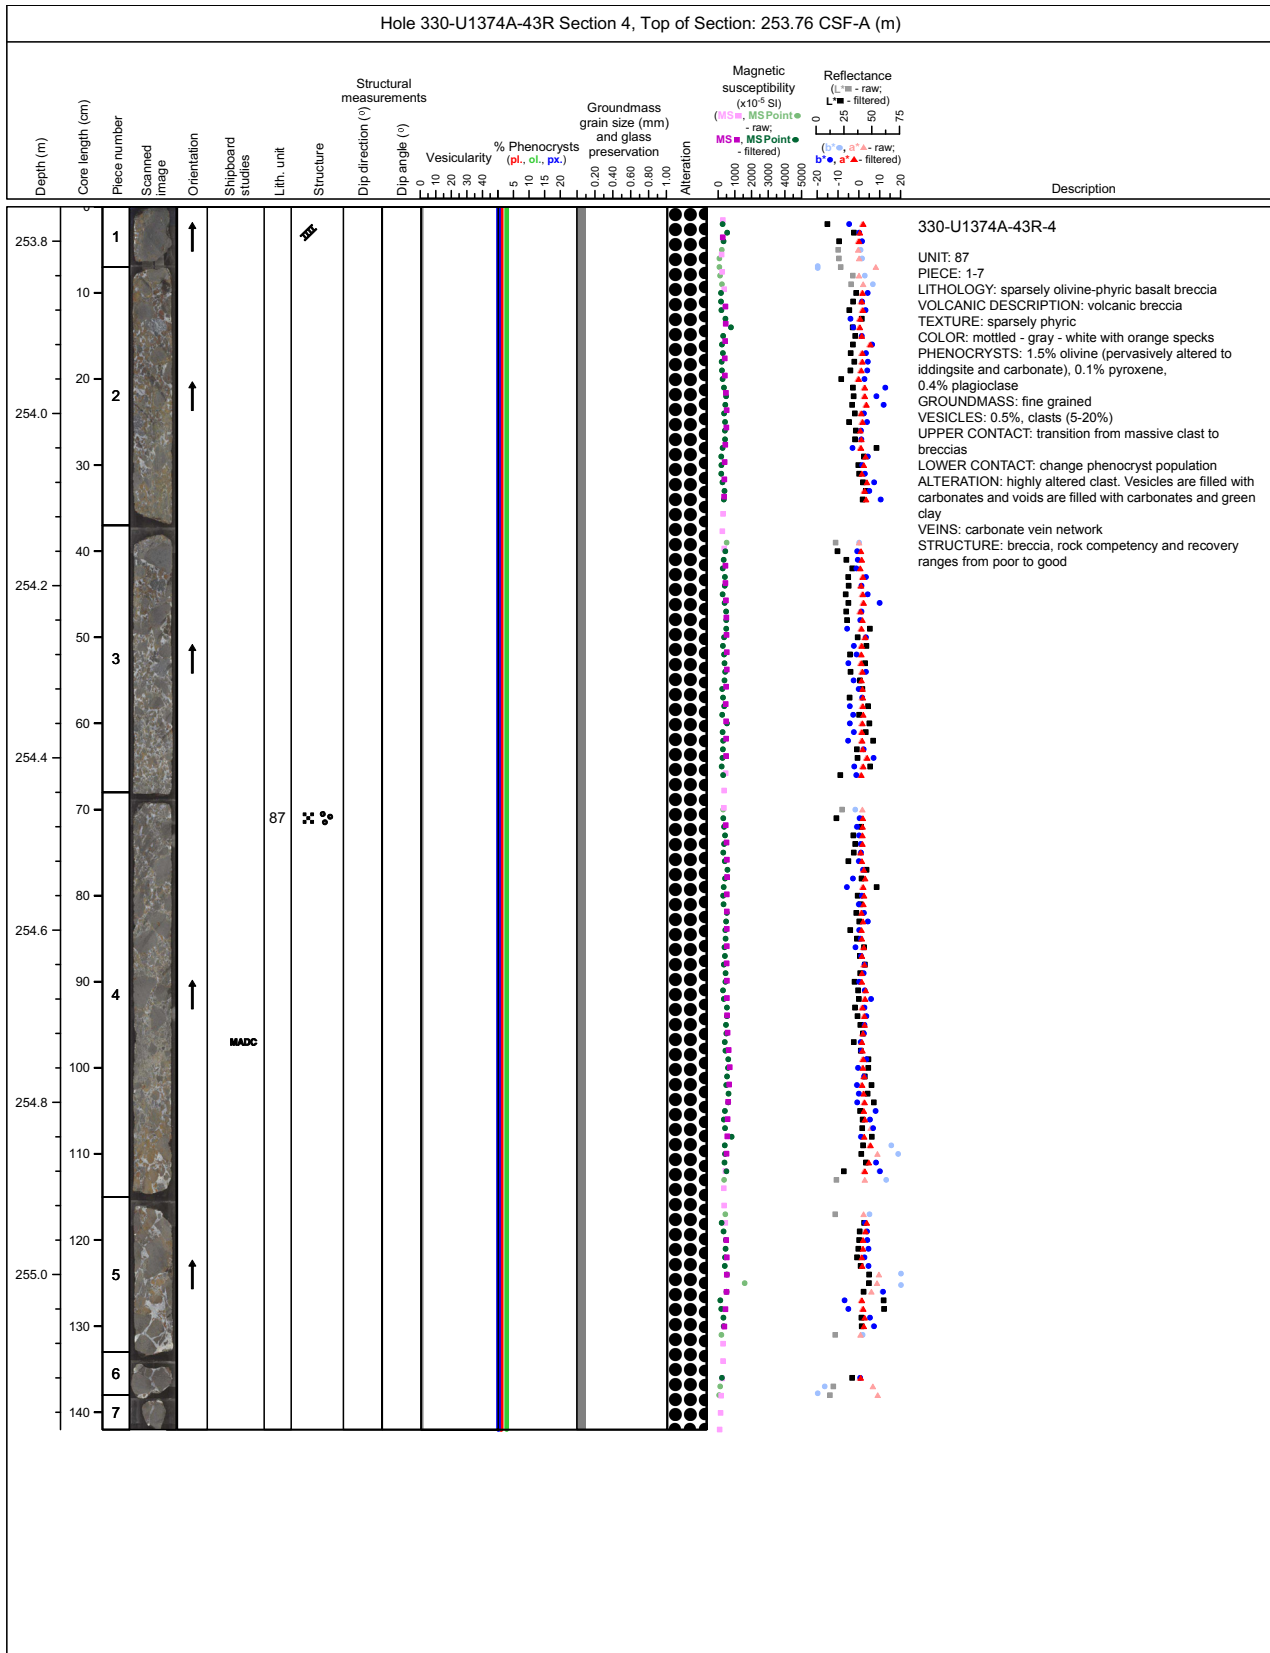 Hole 330-U1374A-43R Section 4, Top of Section: 253.76 CSF-A (m)
Depth (m)
Core length (cm)
Piece number
Scanned
image
Orientation
Shipboard
studies
Lith. unit
Structure
Structural
measurements
Dip direction (°)
Dip angle (°)
Vesicularity
0 10 20 30 40
% Phenocrysts
(pl., ol., px.)
5 10 15 20
Groundmass
grain size (mm)
and glass
preservation
0.20 0.40 0.60 0.80 1.00
Alteration
Magnetic
susceptibility
(x10-5 SI)
(MS■, MSPoint●
- raw;
MS■, MSPoint●
- filtered)
0 1000 2000 3000 4000 5000
Reflectance
(L*■ - raw;
L*■ - filtered)
0 25 50 75
(b*●, a*▲- raw;
b*●, a*▲- filtered)
-20 -10 0 10 20
Description
0
1
253.8
10
20
2
254.0
30
40
254.2
50
3
60
254.4
70
87
80
254.6
90
4
MADC
100
254.8
110
120
5
255.0
130
6
7
140
330-U1374A-43R-4
UNIT: 87
PIECE: 1-7
LITHOLOGY: sparsely olivine-phyric basalt breccia
VOLCANIC DESCRIPTION: volcanic breccia
TEXTURE: sparsely phyric
COLOR: mottled - gray - white with orange specks
PHENOCRYSTS: 1.5% olivine (pervasively altered to
iddingsite and carbonate), 0.1% pyroxene,
0.4% plagioclase
GROUNDMASS: fine grained
VESICLES: 0.5%, clasts (5-20%)
UPPER CONTACT: transition from massive clast to
breccias
LOWER CONTACT: change phenocryst population
ALTERATION: highly altered clast. Vesicles are filled with
carbonates and voids are filled with carbonates and green
clay
VEINS: carbonate vein network
STRUCTURE: breccia, rock competency and recovery
ranges from poor to good